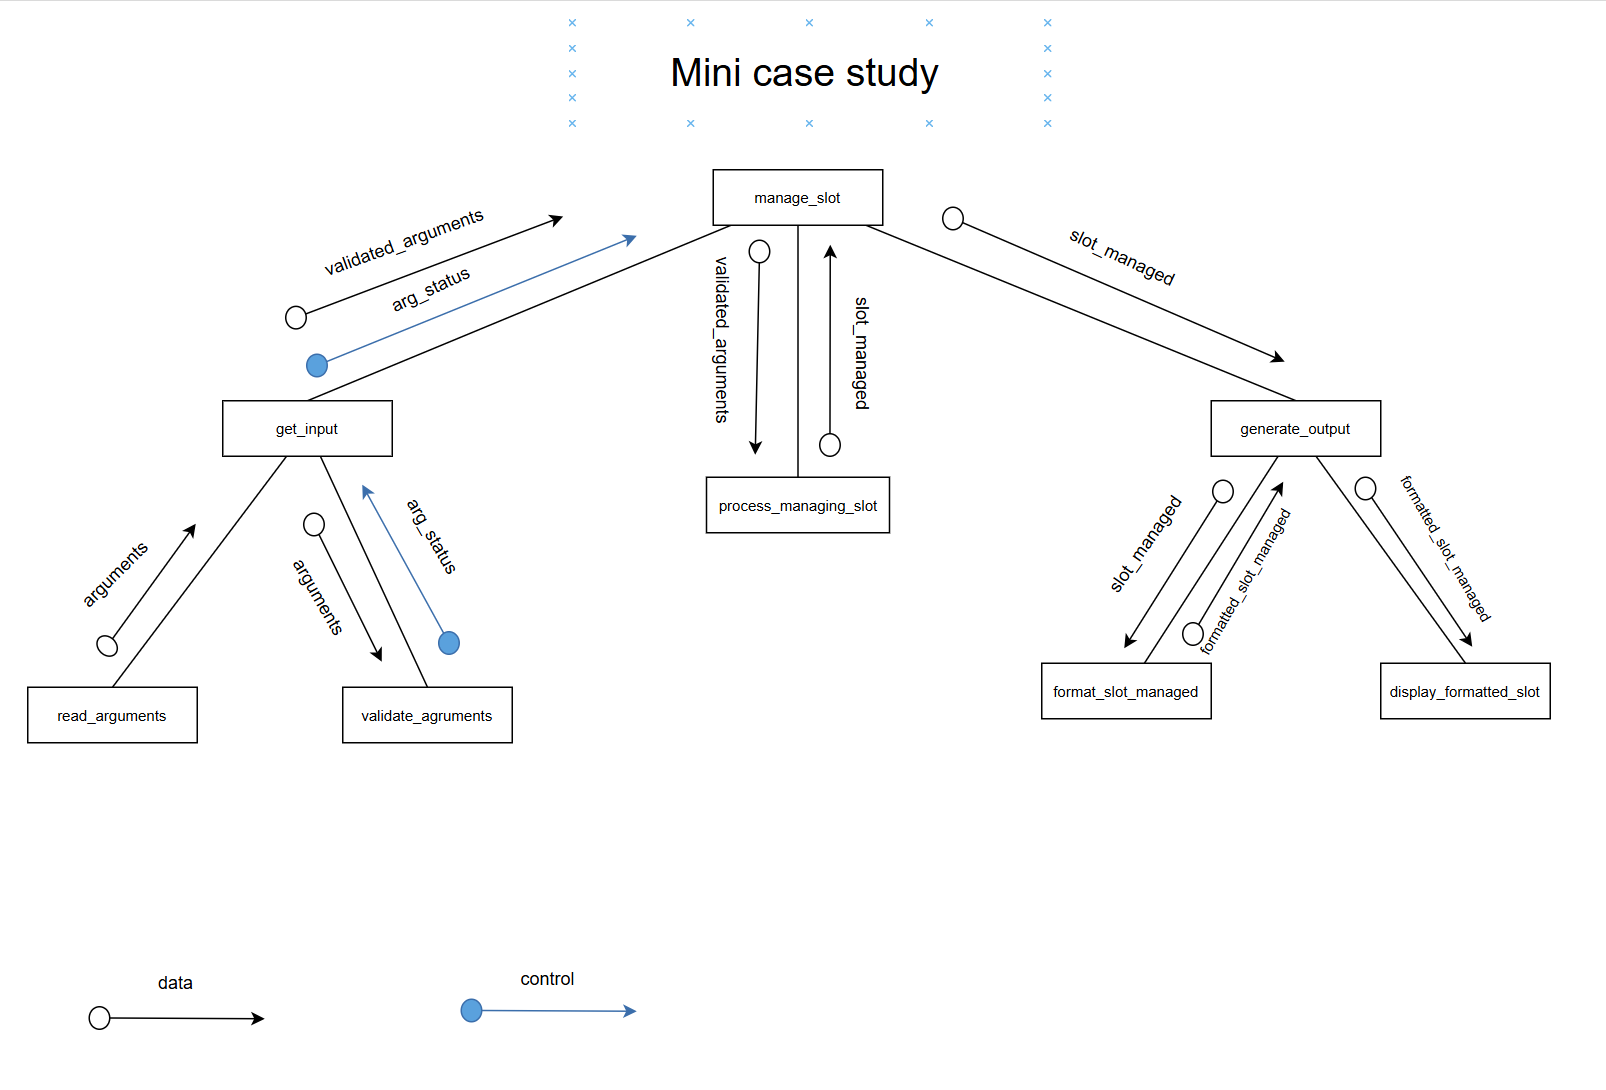 Mini case study
manage_slot
validated_arguments
arg_status
validated_arguments
slot_managed
slot_managed
get_input
process_managing_slot
generate_output
arguments
arguments
arg_status
slot_managed
formatted_slot_managed
formatted_slot_managed
read_arguments
validate_agruments
format_slot_managed
display_formatted_slot
data
control